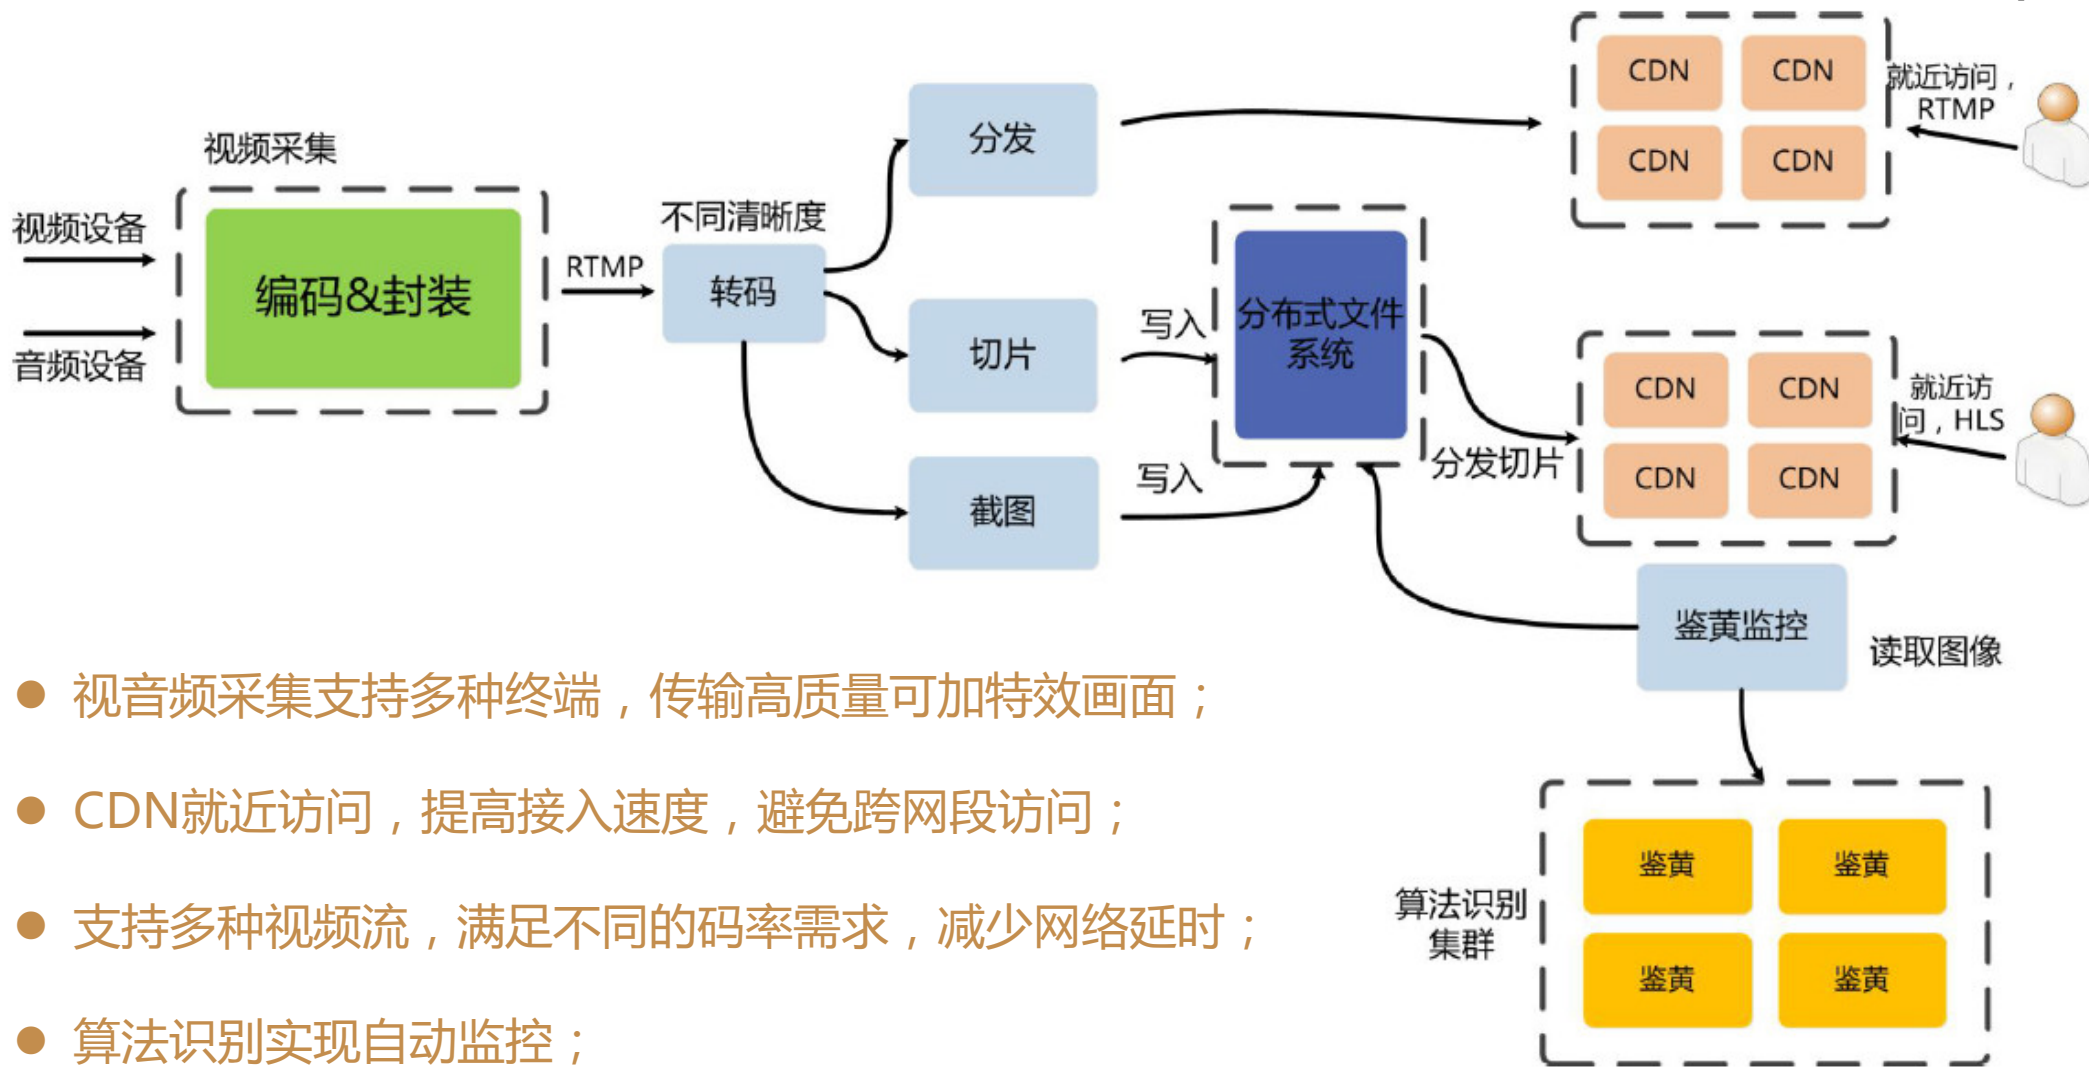 视频采集
视频设备
音频设备
编码&封装
RTMP
不同清晰度
转码
分发
切片
截图
写入
写入
分布式文件
系统
分发切片
CDN
CDN
CDN
CDN
就近访问，
RTMP
CDN
CDN
CDN
CDN
就近访
问，HLS
鉴黄监控
读取图像
算法识别
集群
鉴黄
鉴黄
鉴黄
鉴黄
● 视音频采集支持多种终端，传输高质量可加特效画面；
● CDN就近访问，提高接入速度，避免跨网段访问；
● 支持多种视频流，满足不同的码率需求，减少网络延时；
● 算法识别实现自动监控；